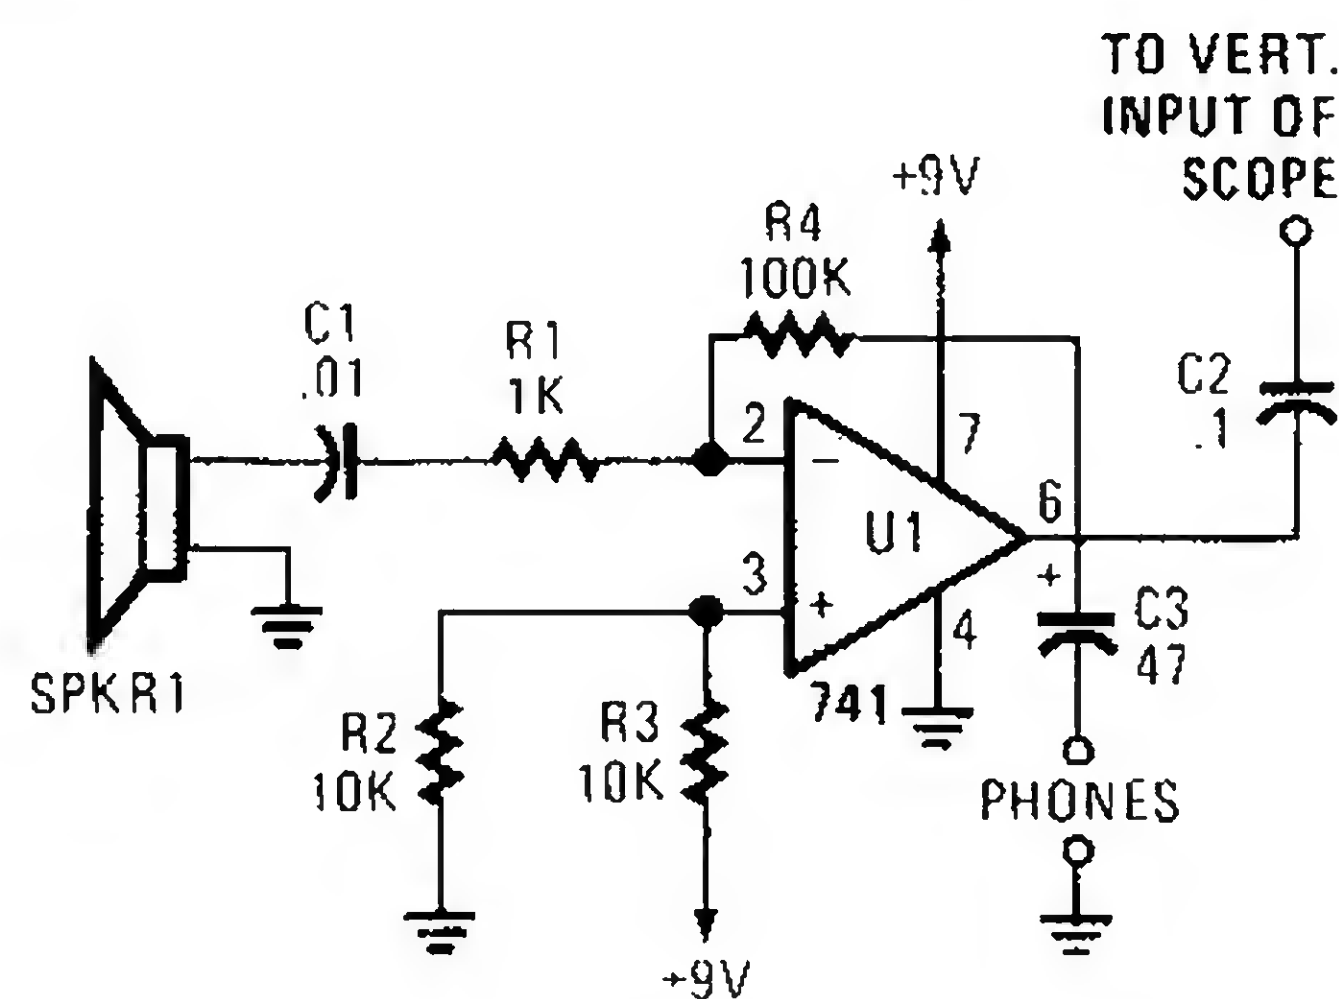 TO VERT.
INPUT OF
SCOPE
+9V
R4
100K
C1
.01
R1
1K
C2
.1
2
7
−
6
U1
3
+
+
4
C3
47
SPKR1
741
R2
10K
R3
10K
PHONES
+9V